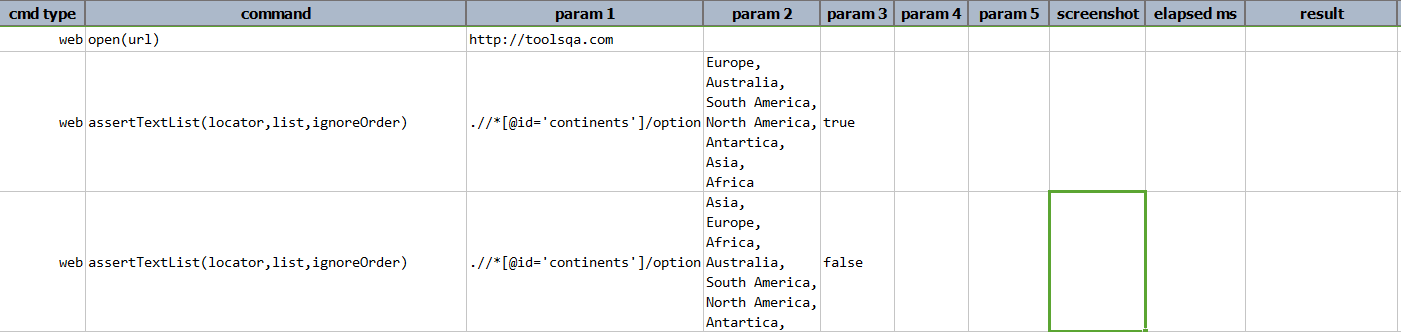 cmd type command param 1 param 2 param 3 param 4 param 5 screenshot elapsed ms result
web open(url) http://toolsqa.com
Europe,
Australia,
South America,
web assertTextList(locator,list,ignoreOrder) .//*[@id='continents']/option North America, true
Antartica,
Asia,
Africa
Asia,
Europe,
Africa,
web assertTextList(locator,list,ignoreOrder) .//*[@id='continents']/option Australia, false
South America,
North America,
Antartica,